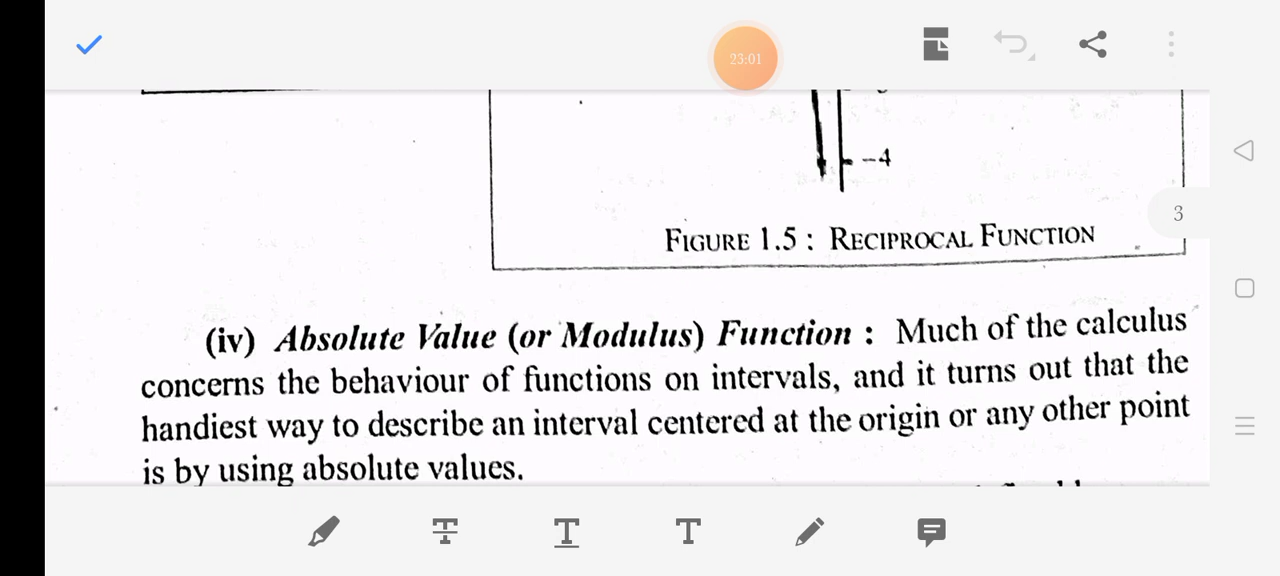 23:01
-4
3
FIGURE 1.5 : RECIPROCAL FUNCTION
(iv) Absolute Value (or Modulus) Function : Much of the calculus
concerns the behaviour of functions on intervals, and it turns out that the
handiest way to describe an interval centered at the origin or any other point
is by using absolute values.